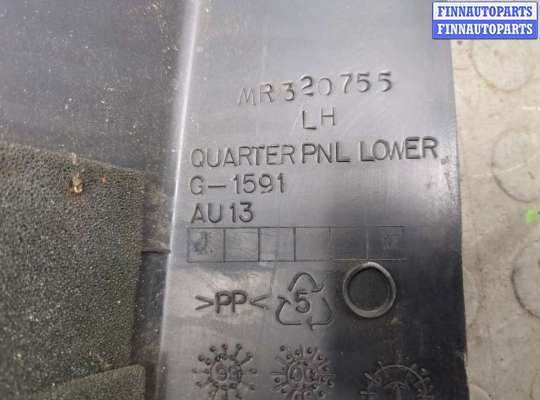 FINNAUTOPARTS
FINNAUTOPARTS
MR320755
LH
QUARTER PNL LOWER
G-1591
AU13
>PP< 5